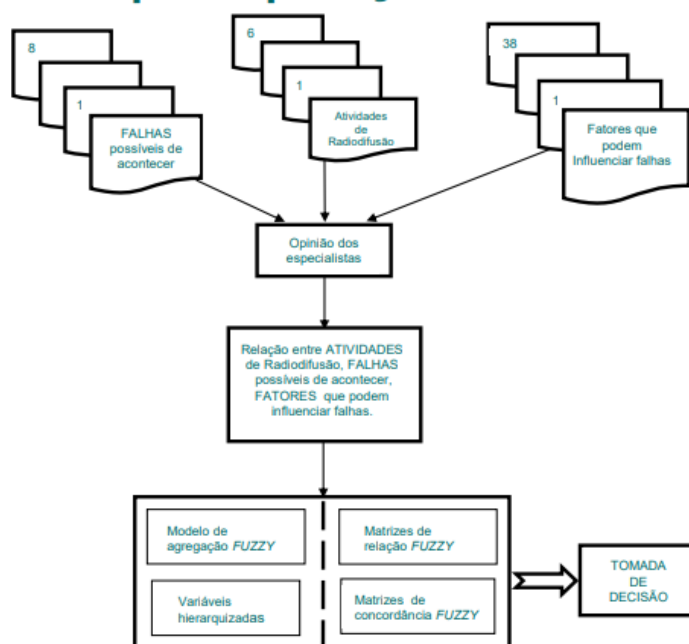 8
1
FALHAS
possíveis de
acontecer
6
1
Atividades
de
Radiodifusão
38
1
Fatores que
podem
Influenciar falhas
Opinião dos
especialistas
Relação entre ATIVIDADES
de Radiodifusão, FALHAS
possíveis de acontecer,
FATORES que podem
influenciar falhas.
Modelo de
agregação FUZZY
Matrizes de
relação FUZZY
Variáveis
hierarquizadas
Matrizes de
concordância FUZZY
TOMADA
DE
DECISÃO